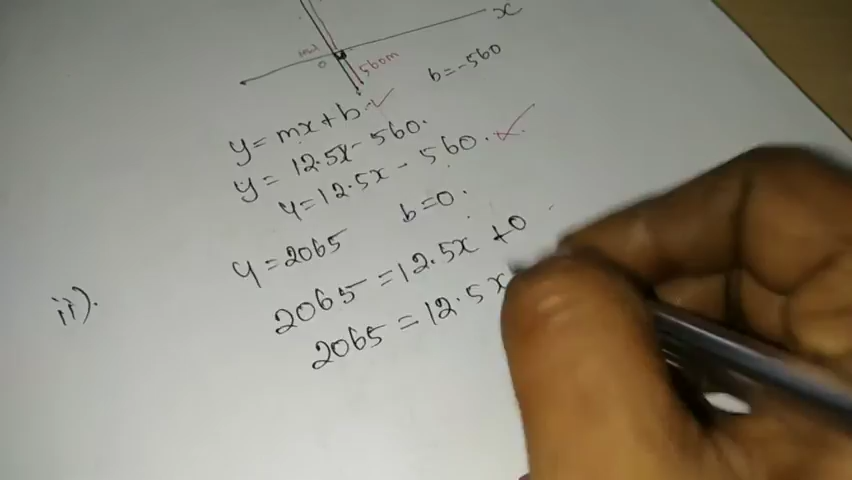 x
0
560m
b=-560
y = mx + b.
y = 12.5x - 560.
y = 12.5x - 560.
ii). y = 2065 b=0.
2065 = 12.5x + 0
2065 = 12.5x